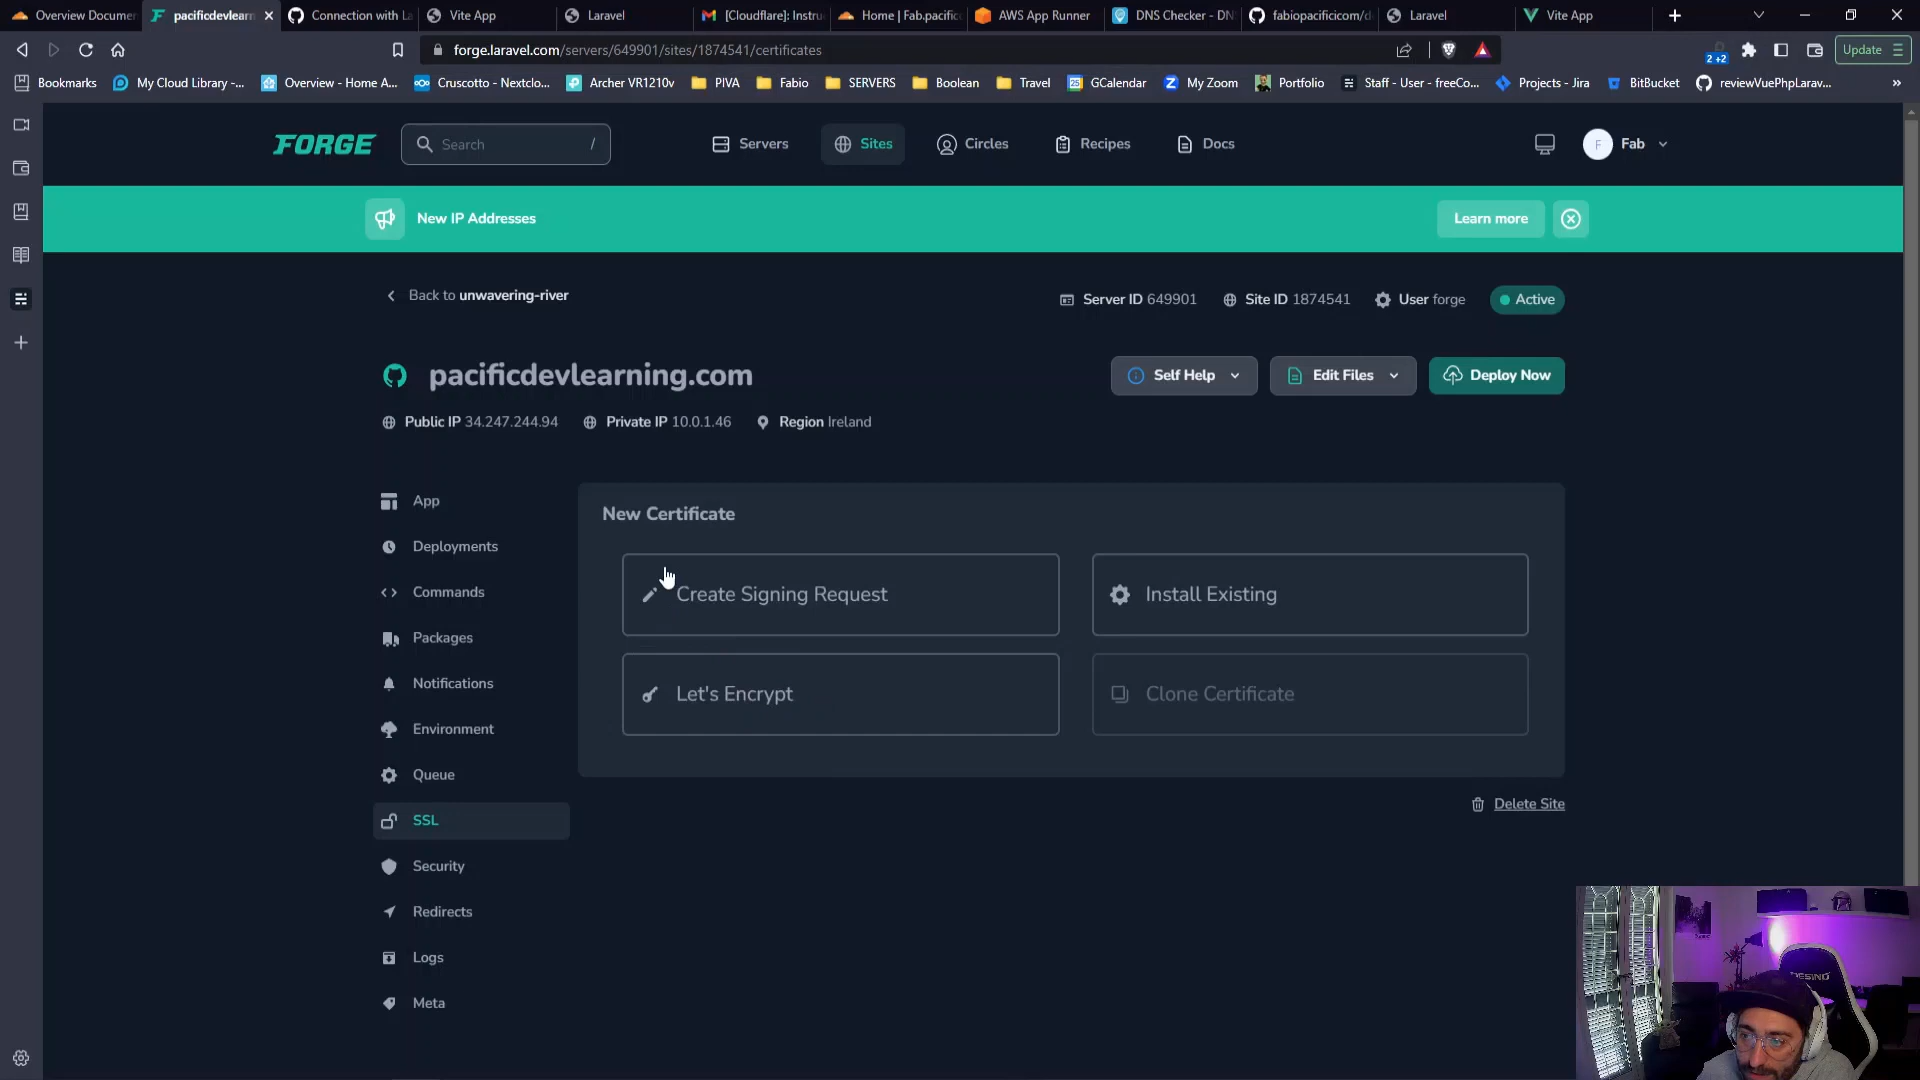 Overview Documen
pacificdevlearn
Connection with La
Vite App
Laravel
[Cloudflare]: Instru
Home | Fab.pacific
AWS App Runner
DNS Checker - DN
fabiopacificicom/d
Laravel
Vite App
forge.laravel.com/servers/649901/sites/1874541/certificates
2 +2
Update
Bookmarks
My Cloud Library -...
Overview - Home A...
Cruscotto - Nextclo...
Archer VR1210v
PIVA
Fabio
SERVERS
Boolean
Travel
GCalendar
My Zoom
Portfolio
Staff - User - freeCo...
Projects - Jira
BitBucket
reviewVuePhpLarav...
»
FORGE
Search /
Servers
Sites
Circles
Recipes
Docs
F Fab
New IP Addresses
Learn more
Back to unwavering-river
Server ID 649901
Site ID 1874541
User forge
Active
pacificdevlearning.com
Self Help
Edit Files
Deploy Now
Public IP 34.247.244.94
Private IP 10.0.1.46
Region Ireland
App
Deployments
Commands
Packages
Notifications
Environment
Queue
SSL
Security
Redirects
Logs
Meta
New Certificate
Create Signing Request
Install Existing
Let's Encrypt
Clone Certificate
Delete Site